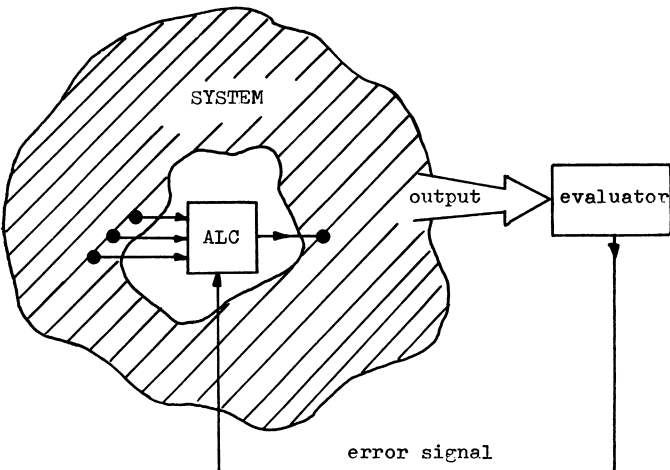 SYSTEM
output
evaluator
ALC
error signal